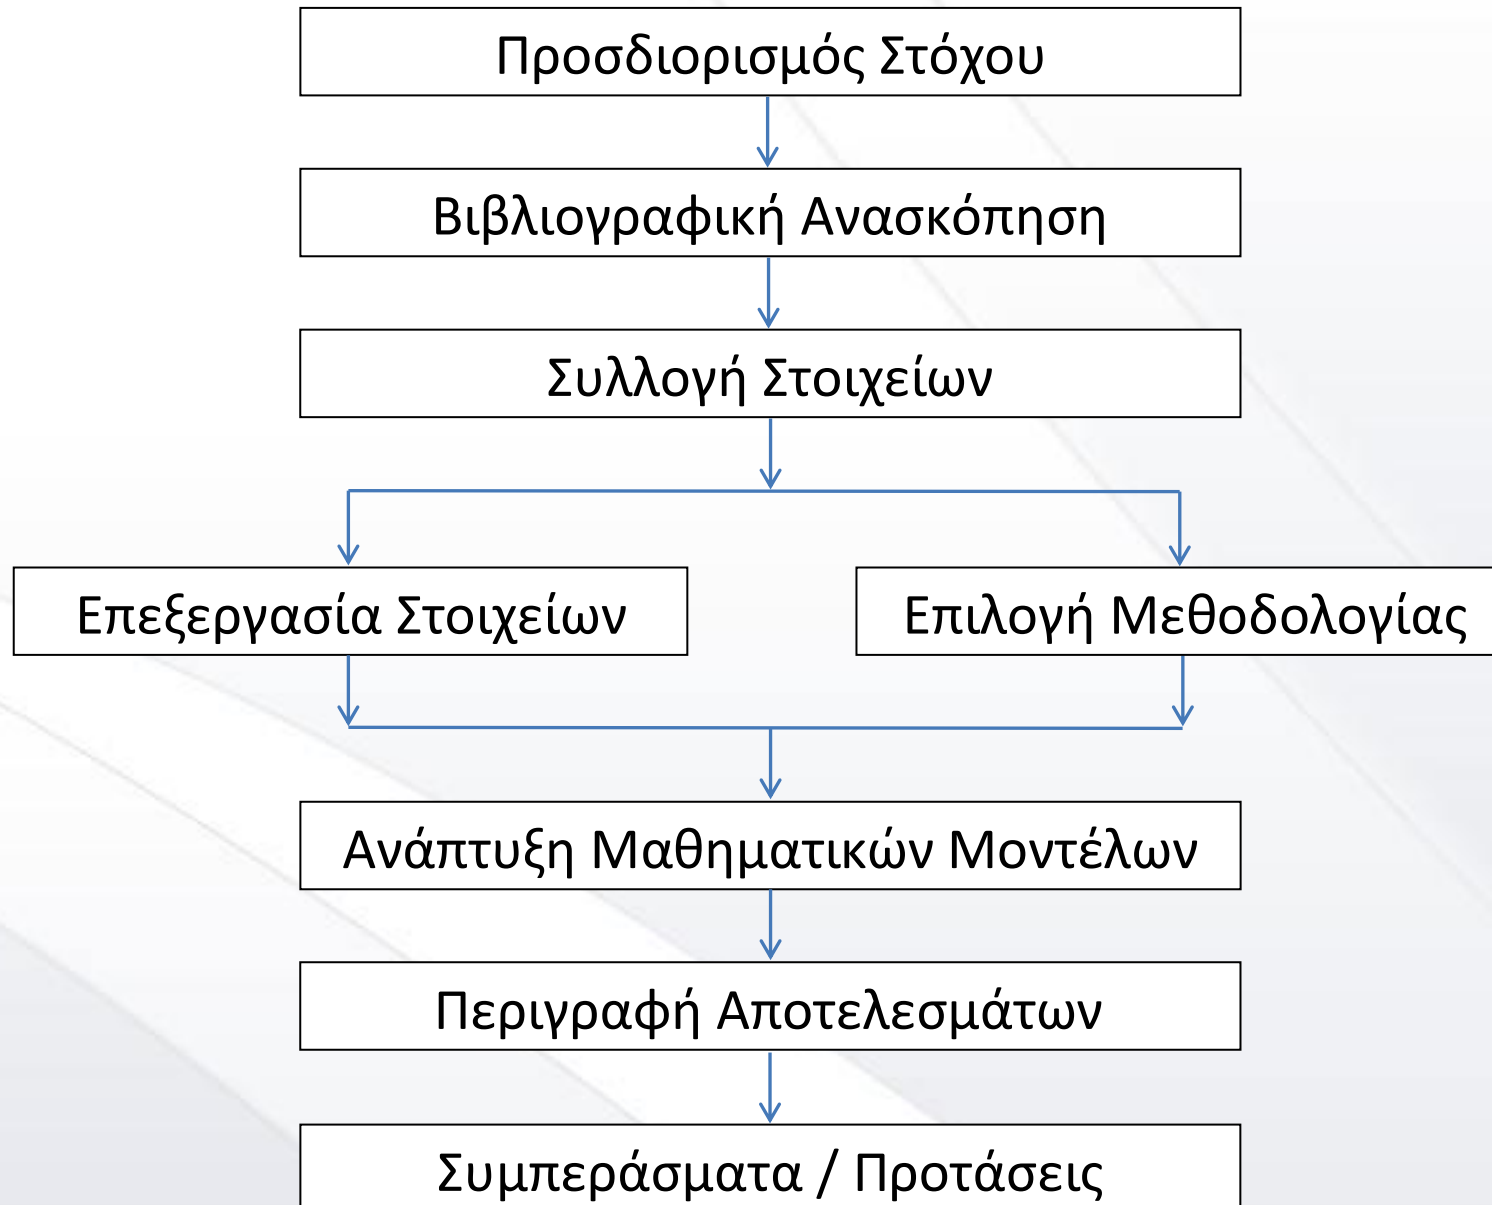 Προσδιορισμός Στόχου
Βιβλιογραφική Ανασκόπηση
Συλλογή Στοιχείων
Επεξεργασία Στοιχείων
Επιλογή Μεθοδολογίας
Ανάπτυξη Μαθηματικών Μοντέλων
Περιγραφή Αποτελεσμάτων
Συμπεράσματα / Προτάσεις